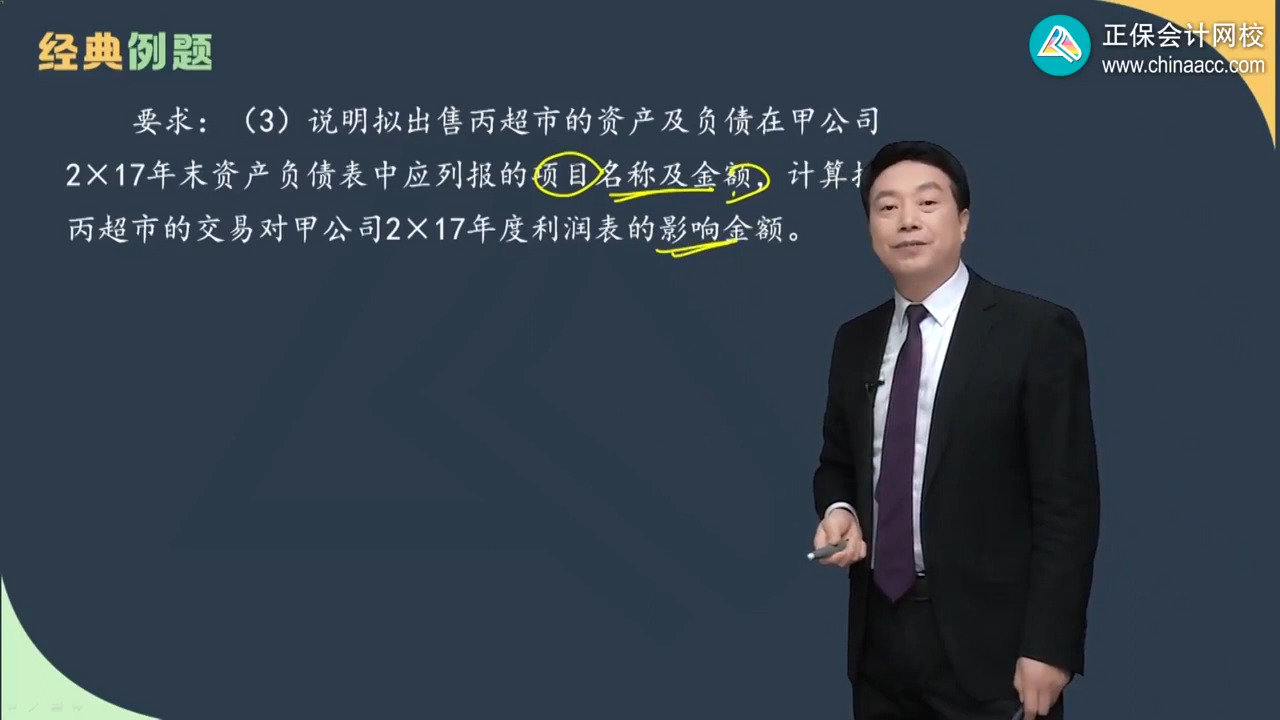 经典例题
正保会计网校
www.chinaacc.com
要求：（3）说明拟出售丙超市的资产及负债在甲公司
2×17年末资产负债表中应列报的项目名称及金额，计算
丙超市的交易对甲公司2×17年度利润表的影响金额。